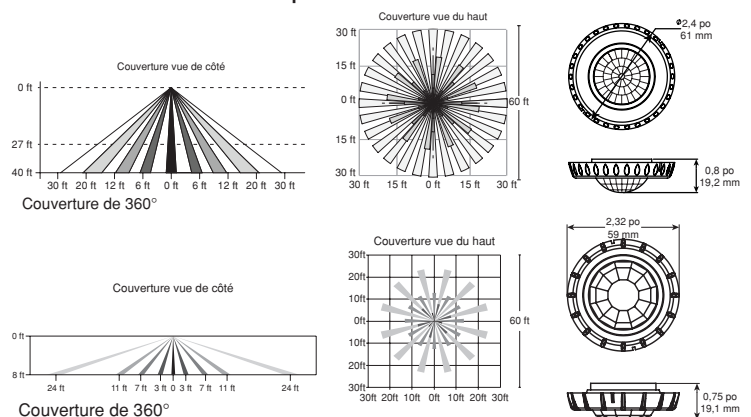 Couverture vue du haut
30 ft
15 ft
0 ft
15 ft
30 ft
30 ft 15 ft 0 ft 15 ft 30 ft
60 ft
Couverture vue de côté
0 ft
27 ft
40 ft
30 ft 20 ft 12 ft 6 ft 0 ft 6 ft 12 ft 20 ft 30 ft
Couverture de 360°
ø2,4 po
61 mm
0,8 po
19,2 mm
2,32 po
59 mm
Couverture vue du haut
30ft
20ft
10ft
0ft
10ft
20ft
30ft
30ft 20ft 10ft 0ft 10ft 20ft 30ft
60 ft
Couverture vue de côté
0 ft
8 ft
24 ft 11 ft 7 ft 3 ft 0 3 ft 7 ft 11 ft 24 ft
Couverture de 360°
0,75 po
19,1 mm